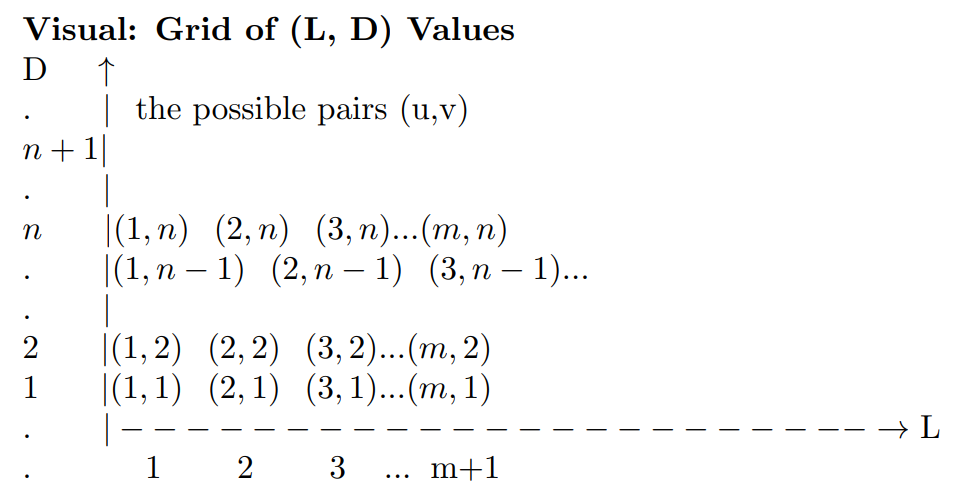 Visual: Grid of (L, D) Values
D ↑
. | the possible pairs (u,v)
n + 1|
. |
n |(1, n) (2, n) (3, n)...(m, n)
. |(1, n − 1) (2, n − 1) (3, n − 1)...
. |
2 |(1, 2) (2, 2) (3, 2)...(m, 2)
1 |(1, 1) (2, 1) (3, 1)...(m, 1)
. | − − − − − − − − − − − − − − − − − − − − − − − − → L
. 1 2 3 ... m+1